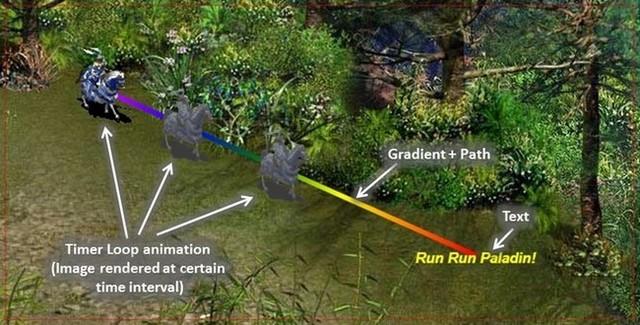 Gradient + Path
Text
Run Run Paladin!
Timer Loop animation
(Image rendered at certain
time interval)